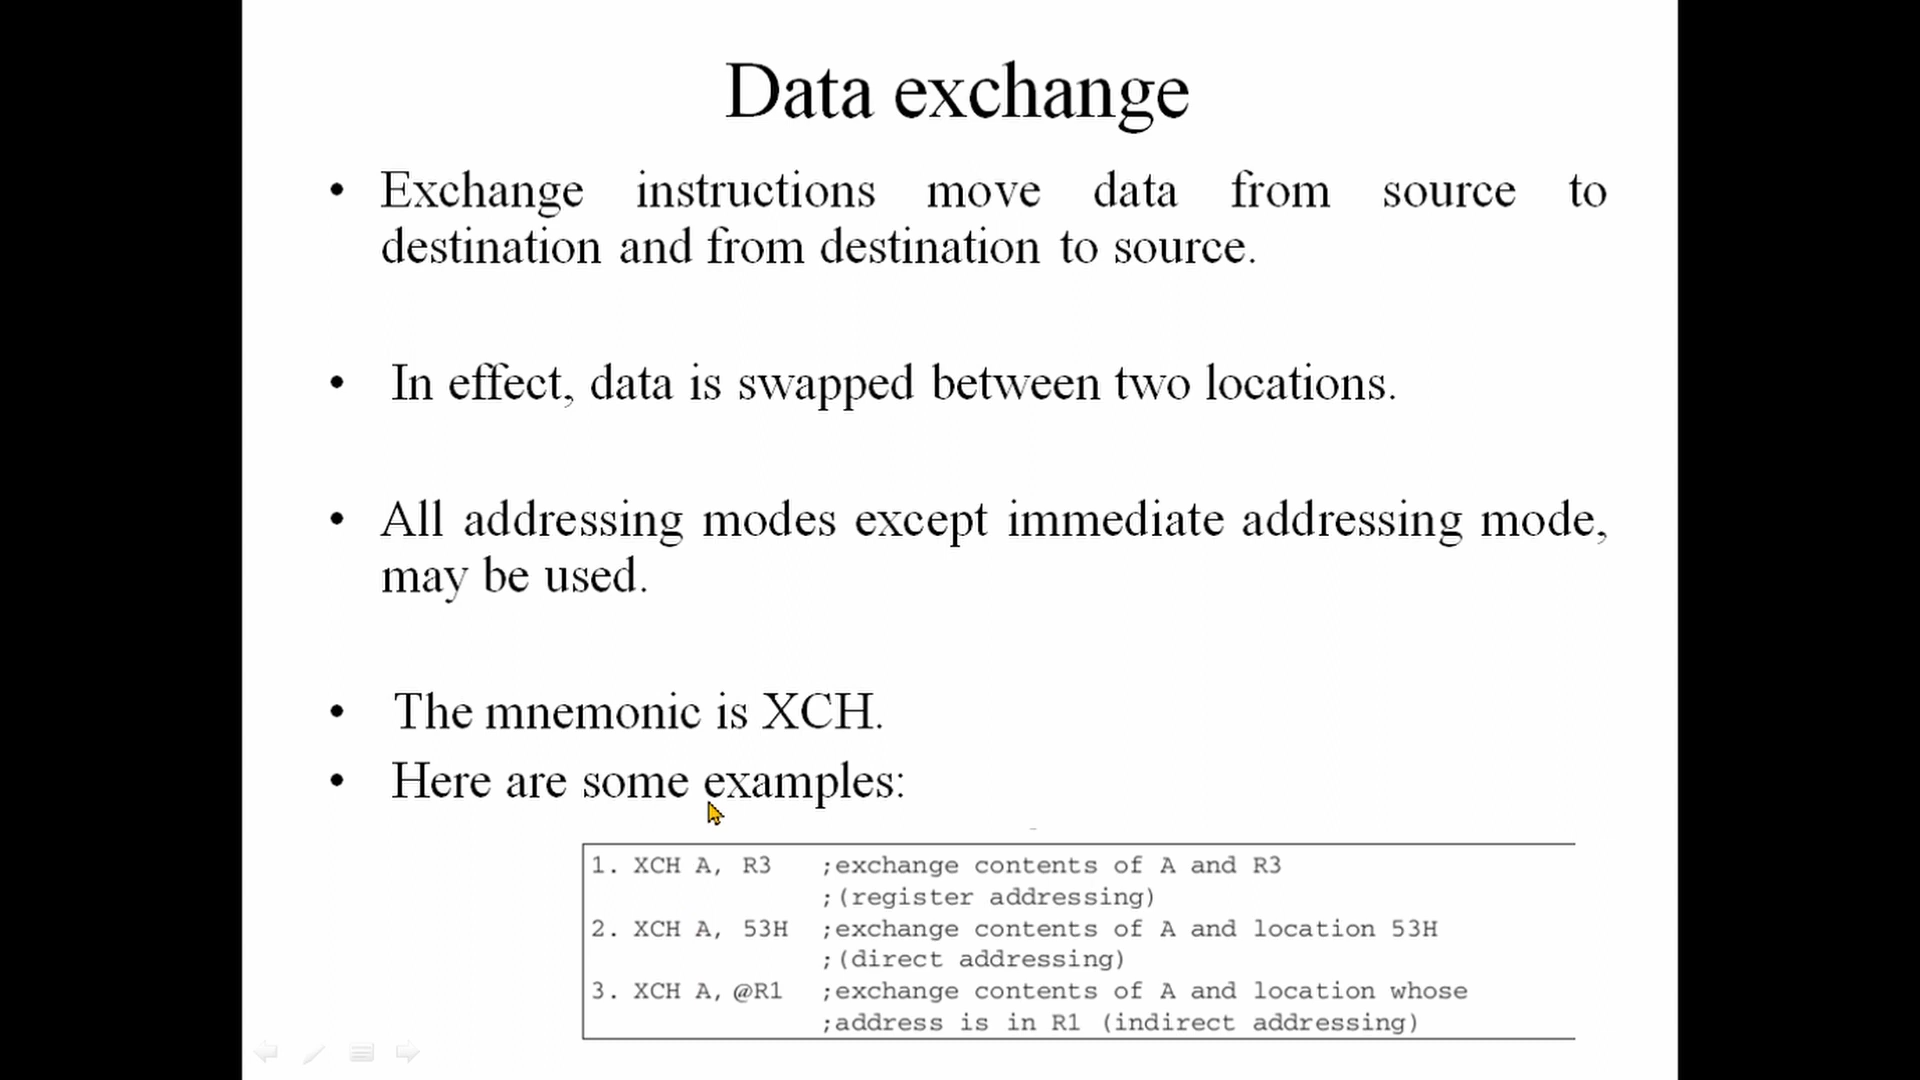 Data exchange
• Exchange instructions move data from source to
destination and from destination to source.
• In effect, data is swapped between two locations.
• All addressing modes except immediate addressing mode,
may be used.
• The mnemonic is XCH.
• Here are some examples:
1. XCH A, R3 ;exchange contents of A and R3
;(register addressing)
2. XCH A, 53H ;exchange contents of A and location 53H
;(direct addressing)
3. XCH A, @R1 ;exchange contents of A and location whose
;address is in R1 (indirect addressing)